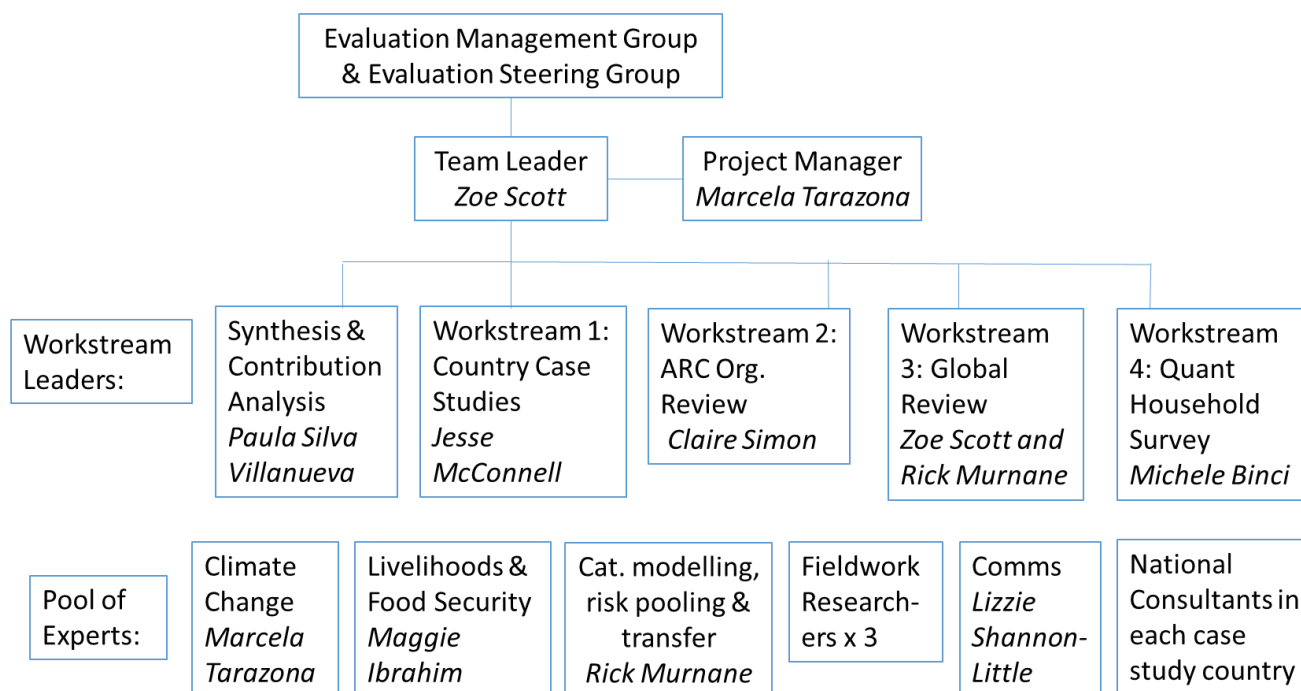 Evaluation Management Group
& Evaluation Steering Group
Team Leader
Zoe Scott
Project Manager
Marcela Tarazona
Workstream
Leaders:
Synthesis &
Contribution
Analysis
Paula Silva
Villanueva
Workstream 1:
Country Case
Studies
Jesse
McConnell
Workstream 2:
ARC Org.
Review
Claire Simon
Workstream
3: Global
Review
Zoe Scott and
Rick Murnane
Workstream
4: Quant
Household
Survey
Michele Binci
Pool of
Experts:
Climate
Change
Marcela
Tarazona
Livelihoods &
Food Security
Maggie
Ibrahim
Cat. modelling,
risk pooling &
transfer
Rick Murnane
Fieldwork
Research-
ers x 3
Comms
Lizzie
Shannon-
Little
National
Consultants in
each case
study country